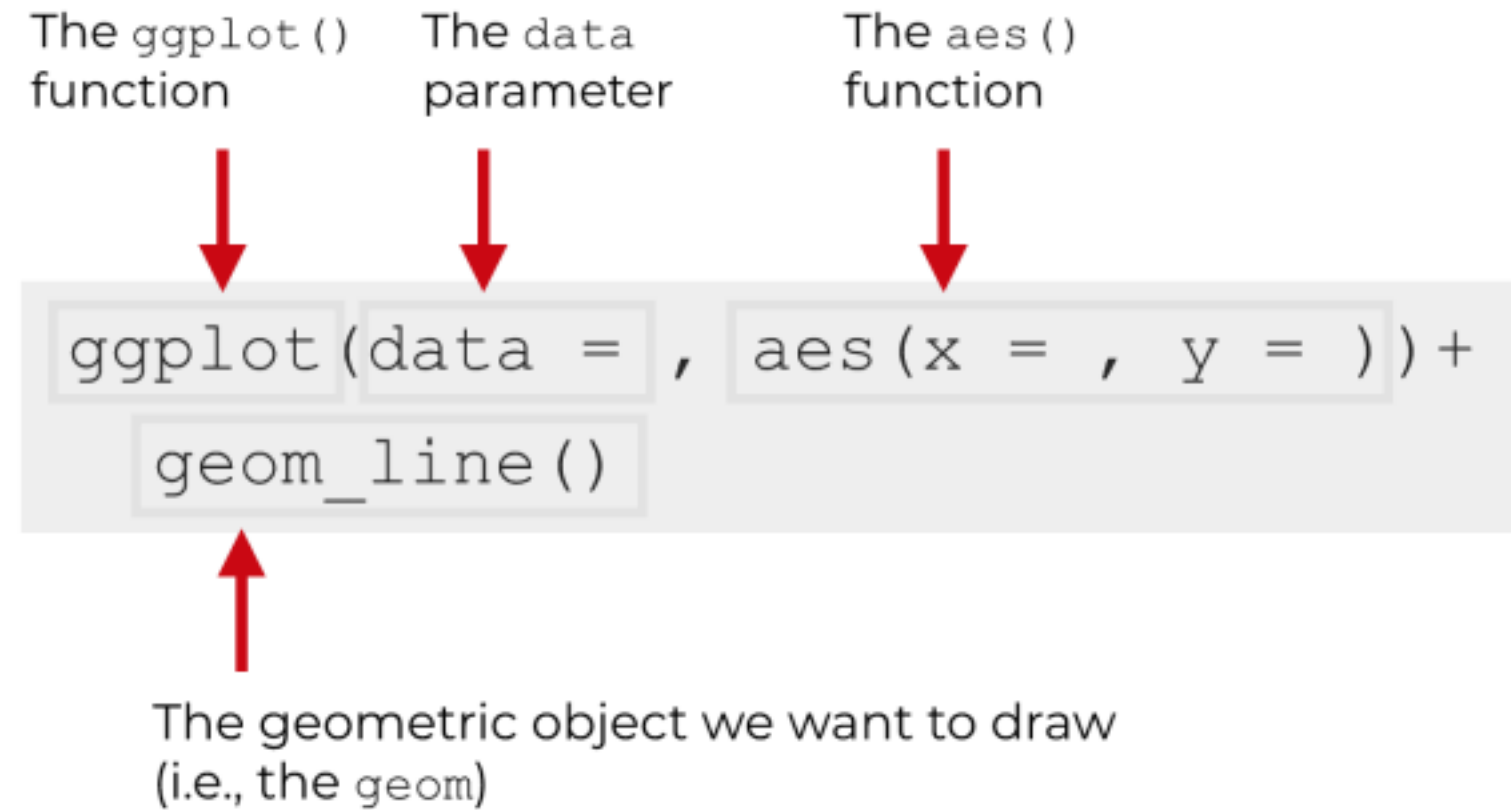 The ggplot()
function
The data
parameter
The aes()
function
ggplot(data = , aes(x = , y = ))+
geom_line()
The geometric object we want to draw
(i.e., the geom)